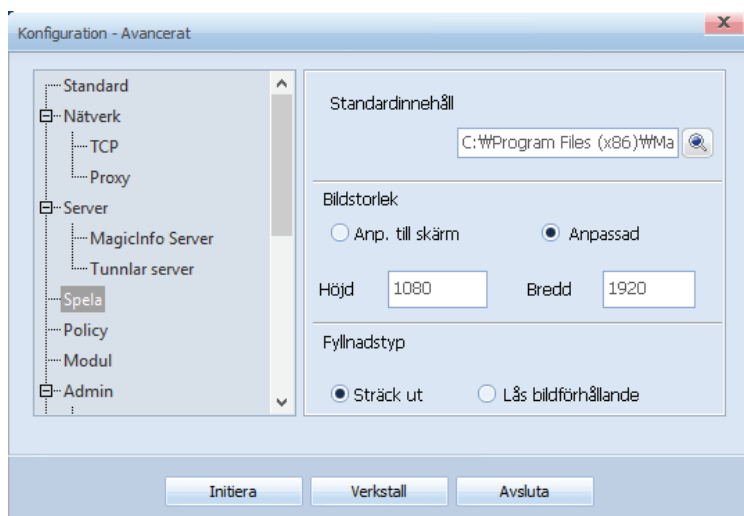 Konfiguration - Avancerat
x
Standard
Nätverk
TCP
Proxy
Server
MagicInfo Server
Tunnlar server
Spela
Policy
Modul
Admin
Standardinnehåll
C:₩Program Files (x86)₩Ma
Bildstorlek
Anp. till skärm
Anpassad
Höjd 1080 Bredd 1920
Fyllnadstyp
Sträck ut
Lås bildförhållande
Initiera Verkstall Avsluta